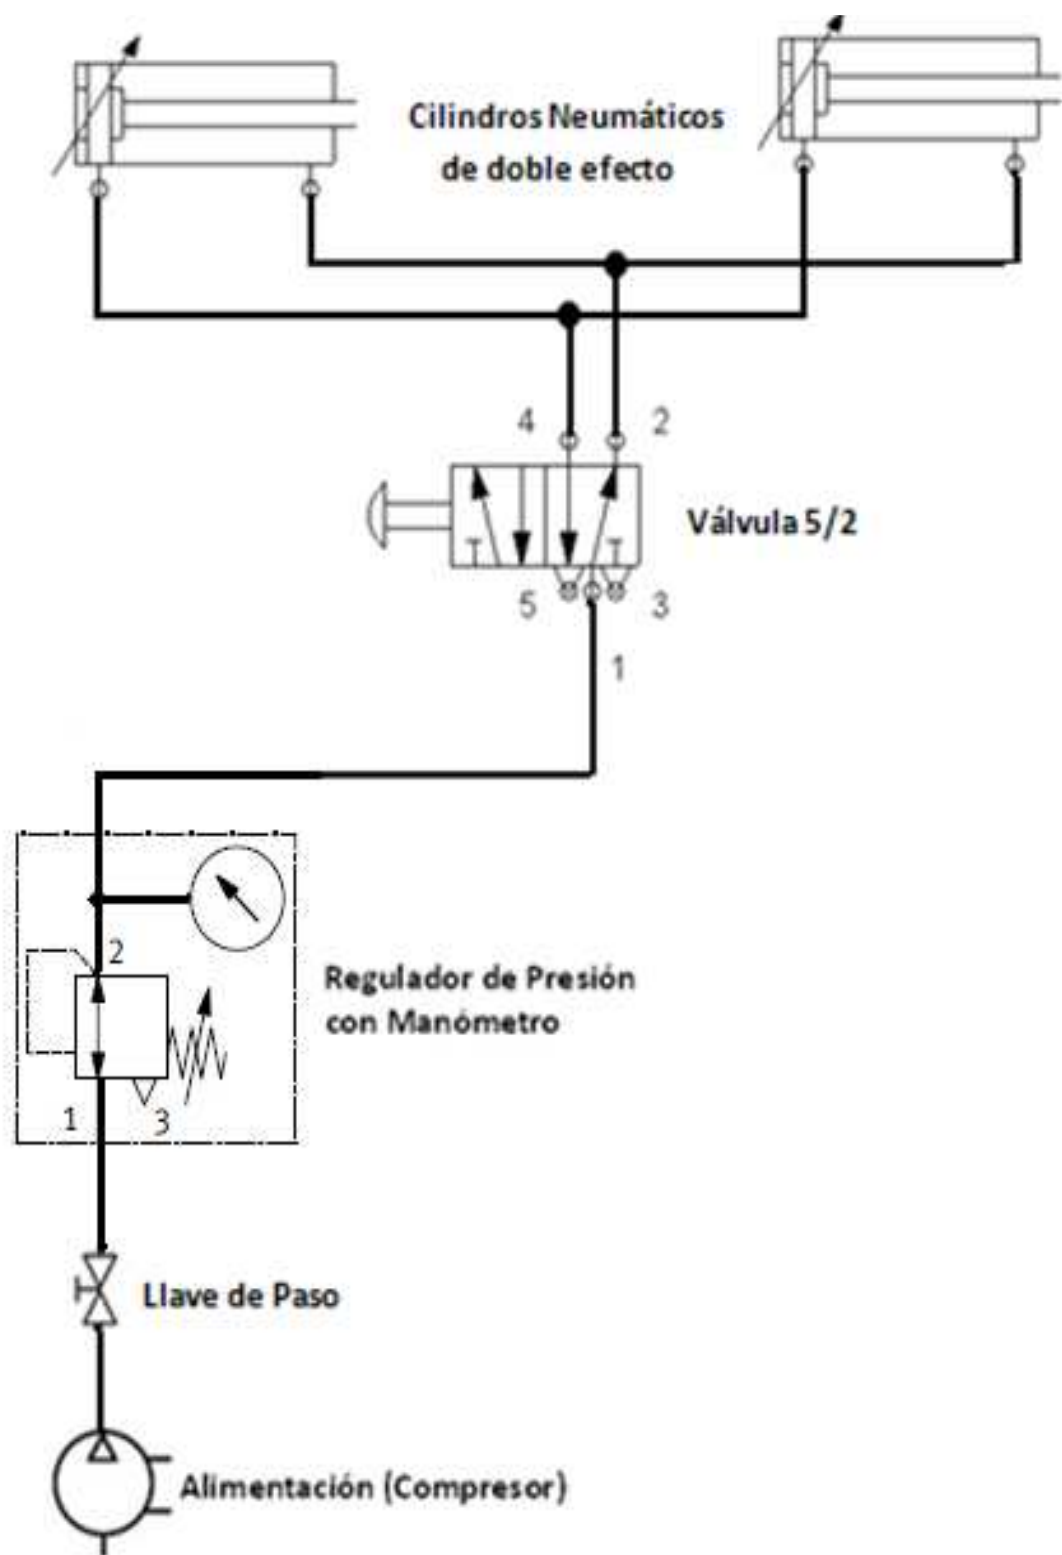 Cilindros Neumáticos
de doble efecto
4
2
Válvula 5/2
5
3
1
2
Regulador de Presión
con Manómetro
1
3
Llave de Paso
Alimentación (Compresor)